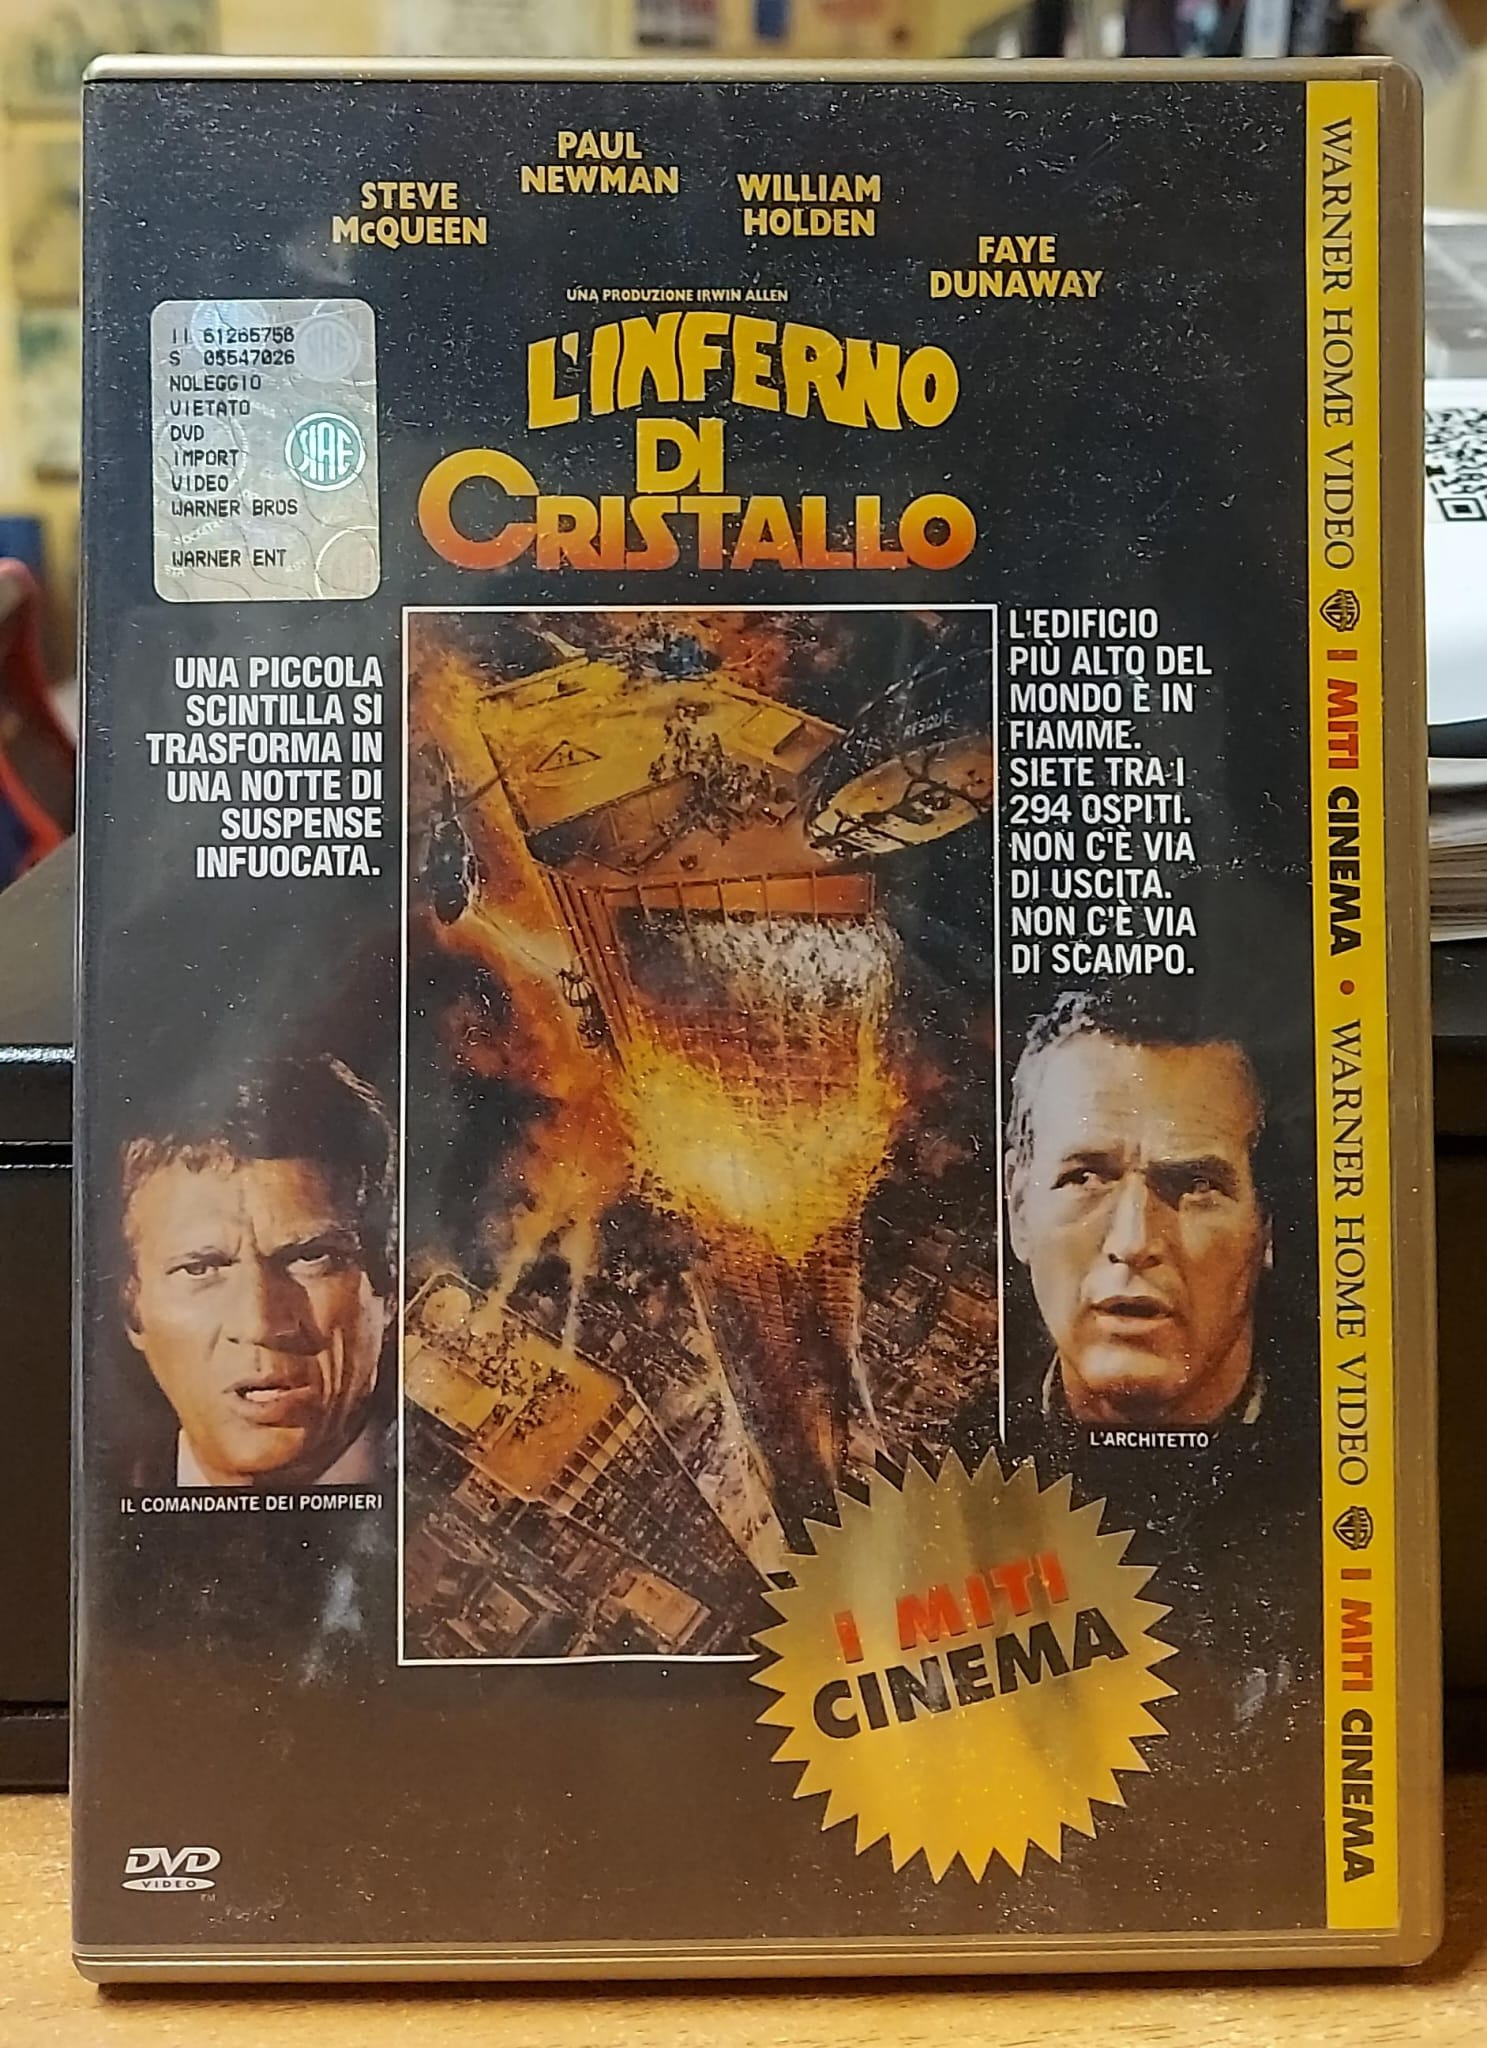 PAUL
NEWMAN
STEVE
McQUEEN
WILLIAM
HOLDEN
FAYE
DUNAWAY
UNA PRODUZIONE IRWIN ALLEN
L'INFERNO
DI
CRISTALLO
II 61265758
S 05547026
NOLEGGIO
VIETATO
DVD
IMPORT
VIDEO
WARNER BROS
WARNER ENT
SIAE
UNA PICCOLA
SCINTILLA SI
TRASFORMA IN
UNA NOTTE DI
SUSPENSE
INFUOCATA.
L'EDIFICIO
PIÙ ALTO DEL
MONDO È IN
FIAMME.
SIETE TRA I
294 OSPITI.
NON C'È VIA
DI USCITA.
NON C'È VIA
DI SCAMPO.
RESCUE
IL COMANDANTE DEI POMPIERI
L'ARCHITETTO
I MITI
CINEMA
DVD
VIDEO
TM
WARNER HOME VIDEO I MITI CINEMA • WARNER HOME VIDEO I MITI CINEMA